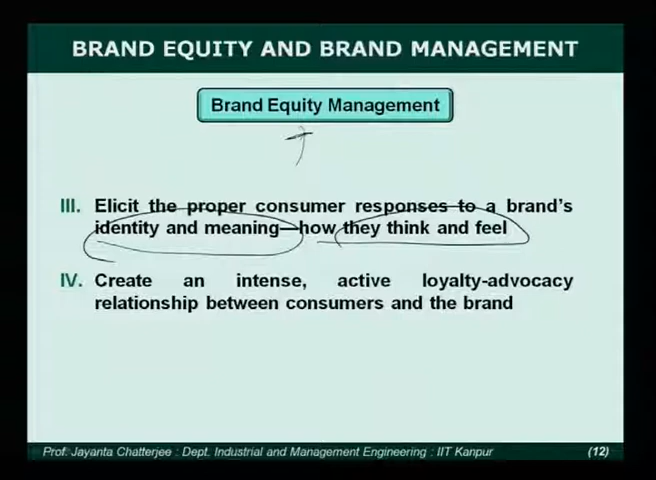 BRAND EQUITY AND BRAND MANAGEMENT
Brand Equity Management
III. Elicit the proper consumer responses to a brand's
identity and meaning—how they think and feel
IV. Create an intense, active loyalty-advocacy
relationship between consumers and the brand
Prof. Jayanta Chatterjee : Dept. Industrial and Management Engineering : IIT Kanpur (12)